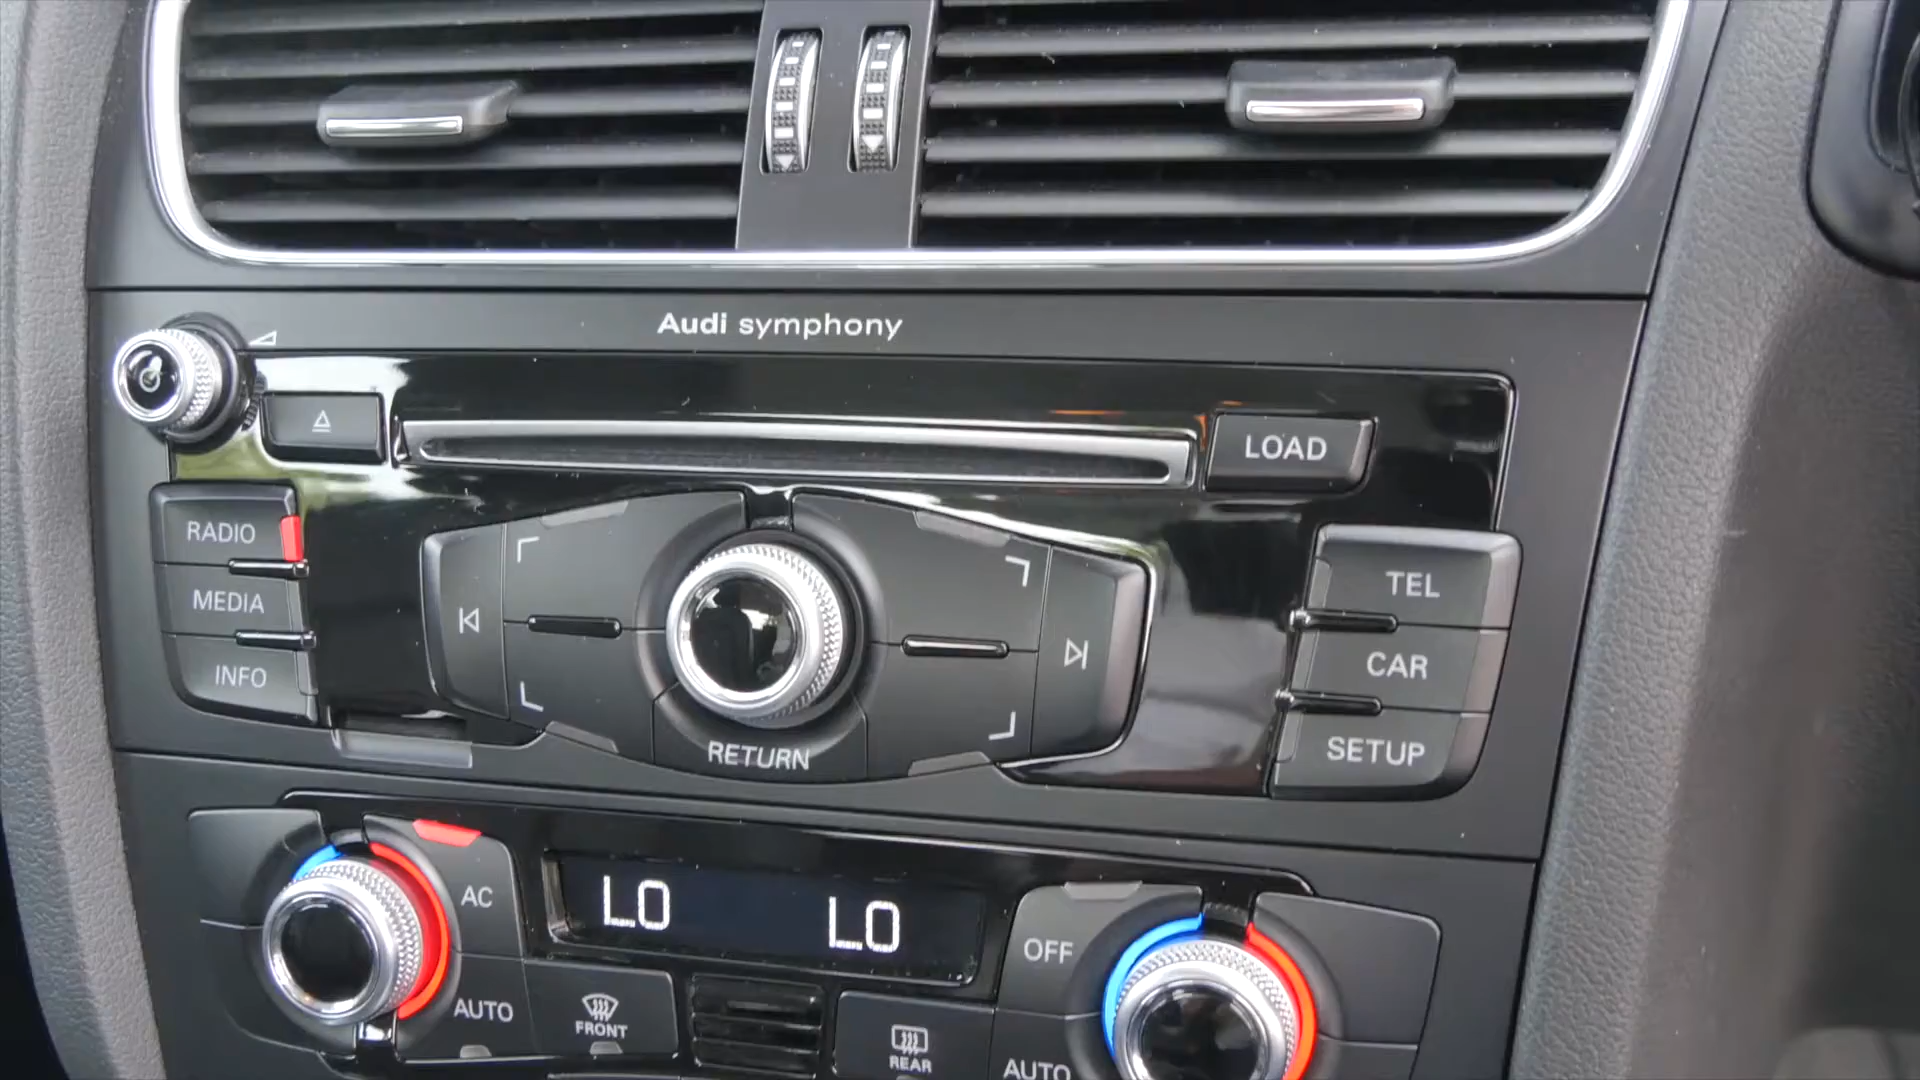 Audi symphony
LOAD
RADIO
MEDIA
INFO
TEL
CAR
SETUP
RETURN
AC
LO
LO
OFF
AUTO
FRONT
REAR
AUTO